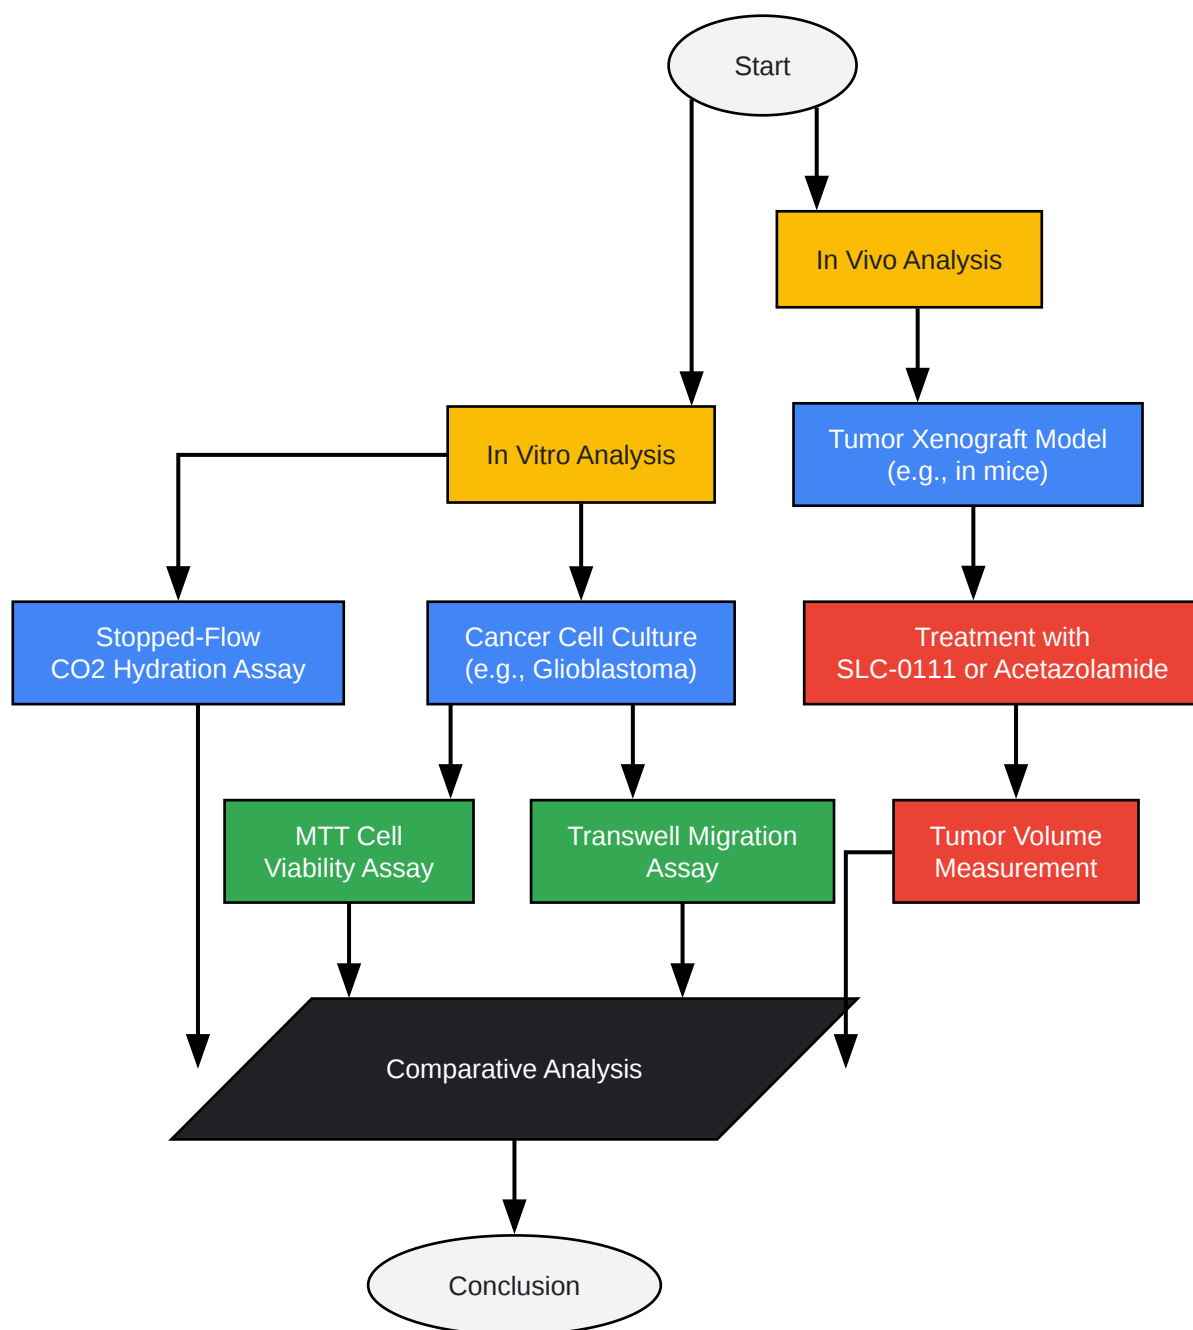 Start
In Vivo Analysis
Tumor Xenograft Model
(e.g., in mice)
In Vitro Analysis
Stopped-Flow
CO2 Hydration Assay
Cancer Cell Culture
(e.g., Glioblastoma)
Treatment with
SLC-0111 or Acetazolamide
MTT Cell
Viability Assay
Transwell Migration
Assay
Tumor Volume
Measurement
Comparative Analysis
Conclusion